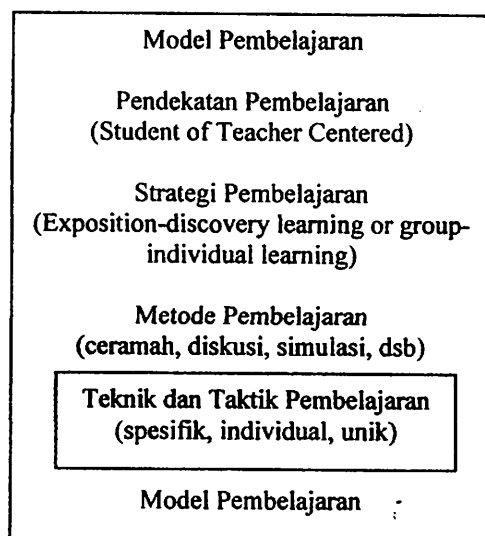 Model Pembelajaran
Pendekatan Pembelajaran
(Student of Teacher Centered)
Strategi Pembelajaran
(Exposition-discovery learning or group-
individual learning)
Metode Pembelajaran
(ceramah, diskusi, simulasi, dsb)
Teknik dan Taktik Pembelajaran
(spesifik, individual, unik)
Model Pembelajaran